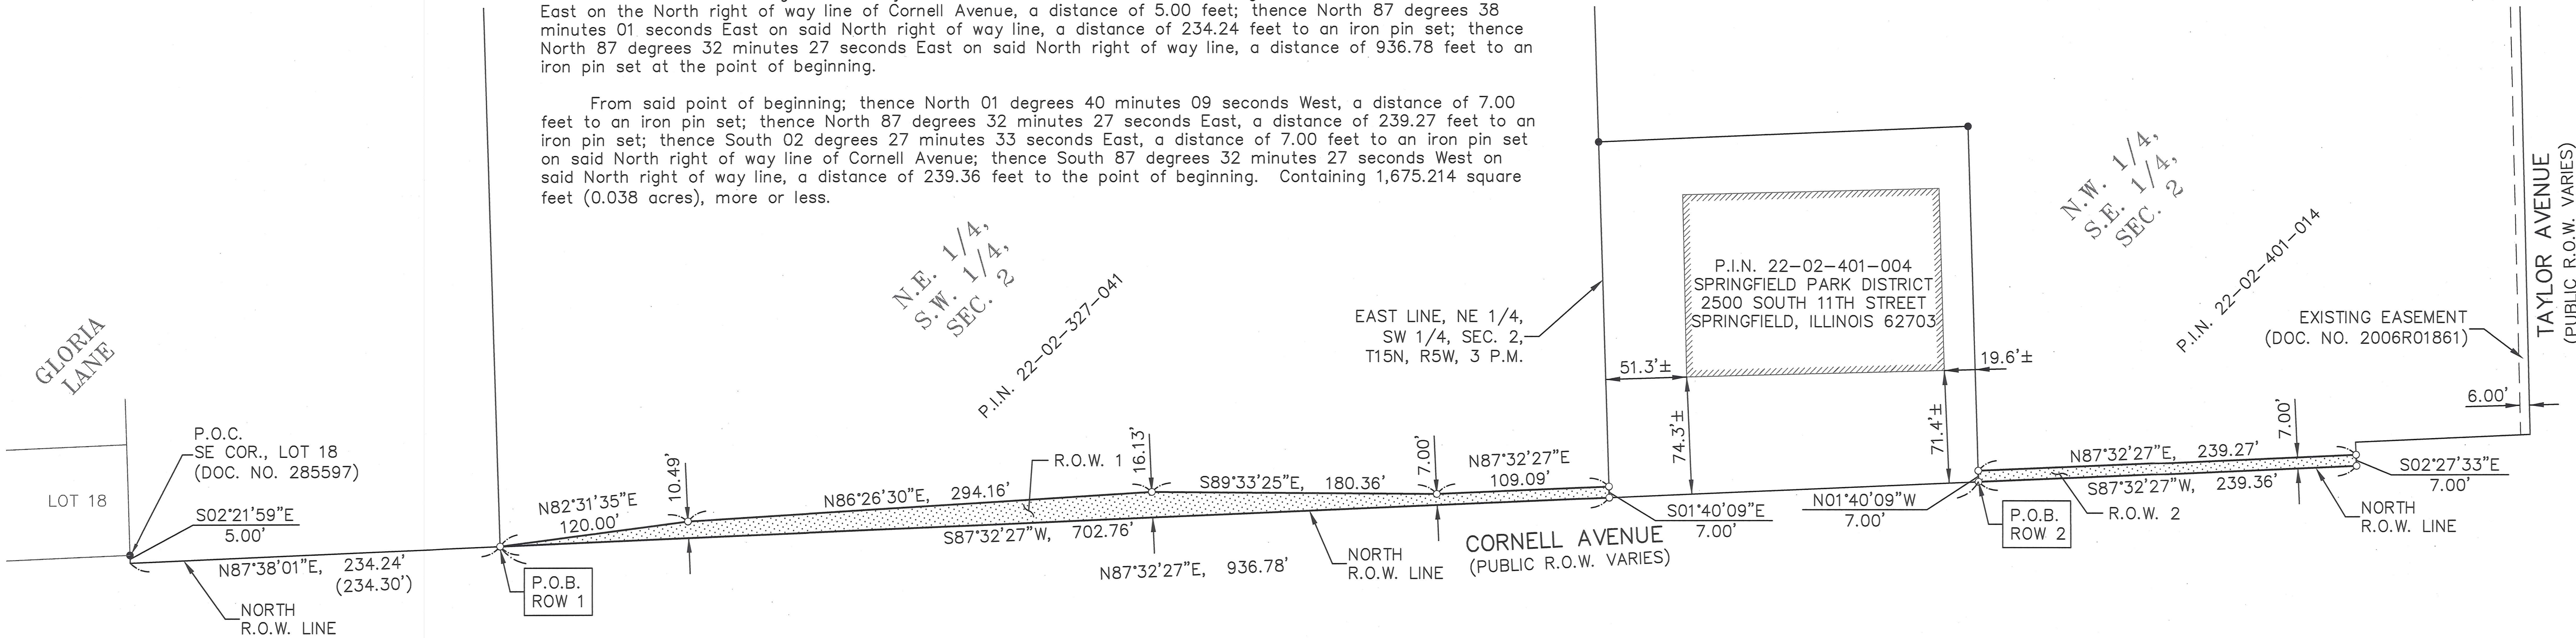 East on the North right of way line of Cornell Avenue, a distance of 5.00 feet; thence North 87 degrees 38
minutes 01 seconds East on said North right of way line, a distance of 234.24 feet to an iron pin set; thence
North 87 degrees 32 minutes 27 seconds East on said North right of way line, a distance of 936.78 feet to an
iron pin set at the point of beginning.
From said point of beginning; thence North 01 degrees 40 minutes 09 seconds West, a distance of 7.00
feet to an iron pin set; thence North 87 degrees 32 minutes 27 seconds East, a distance of 239.27 feet to an
iron pin set; thence South 02 degrees 27 minutes 33 seconds East, a distance of 7.00 feet to an iron pin set
on said North right of way line of Cornell Avenue; thence South 87 degrees 32 minutes 27 seconds West on
said North right of way line, a distance of 239.36 feet to the point of beginning. Containing 1,675.214 square
feet (0.038 acres), more or less.
GLORIA
LANE
LOT 18
P.O.C.
SE COR., LOT 18
(DOC. NO. 285597)
S02°21'59"E
5.00'
N87°38'01"E, 234.24'
(234.30')
NORTH
R.O.W. LINE
P.O.B.
ROW 1
N.E. 1/4,
S.W. 1/4,
SEC. 2
P.I.N. 22-02-327-041
N82°31'35"E
120.00'
10.49'
N86°26'30"E, 294.16'
R.O.W. 1
16.13'
S89°33'25"E, 180.36'
7.00'
N87°32'27"E
109.09'
S87°32'27"W, 702.76'
N87°32'27"E, 936.78'
NORTH
R.O.W. LINE
CORNELL AVENUE
(PUBLIC R.O.W. VARIES)
S01°40'09"E
7.00'
EAST LINE, NE 1/4,
SW 1/4, SEC. 2,
T15N, R5W, 3 P.M.
P.I.N. 22-02-401-004
SPRINGFIELD PARK DISTRICT
2500 SOUTH 11TH STREET
SPRINGFIELD, ILLINOIS 62703
51.3'±
74.3'±
71.4'±
19.6'±
N01°40'09"W
7.00'
P.O.B.
ROW 2
N.W. 1/4,
S.E. 1/4,
SEC. 2
P.I.N. 22-02-401-014
EXISTING EASEMENT
(DOC. NO. 2006R01861)
6.00'
7.00'
N87°32'27"E, 239.27'
S87°32'27"W, 239.36'
R.O.W. 2
S02°27'33"E
7.00'
NORTH
R.O.W. LINE
TAYLOR AVENUE
(PUBLIC R.O.W. VARIES)